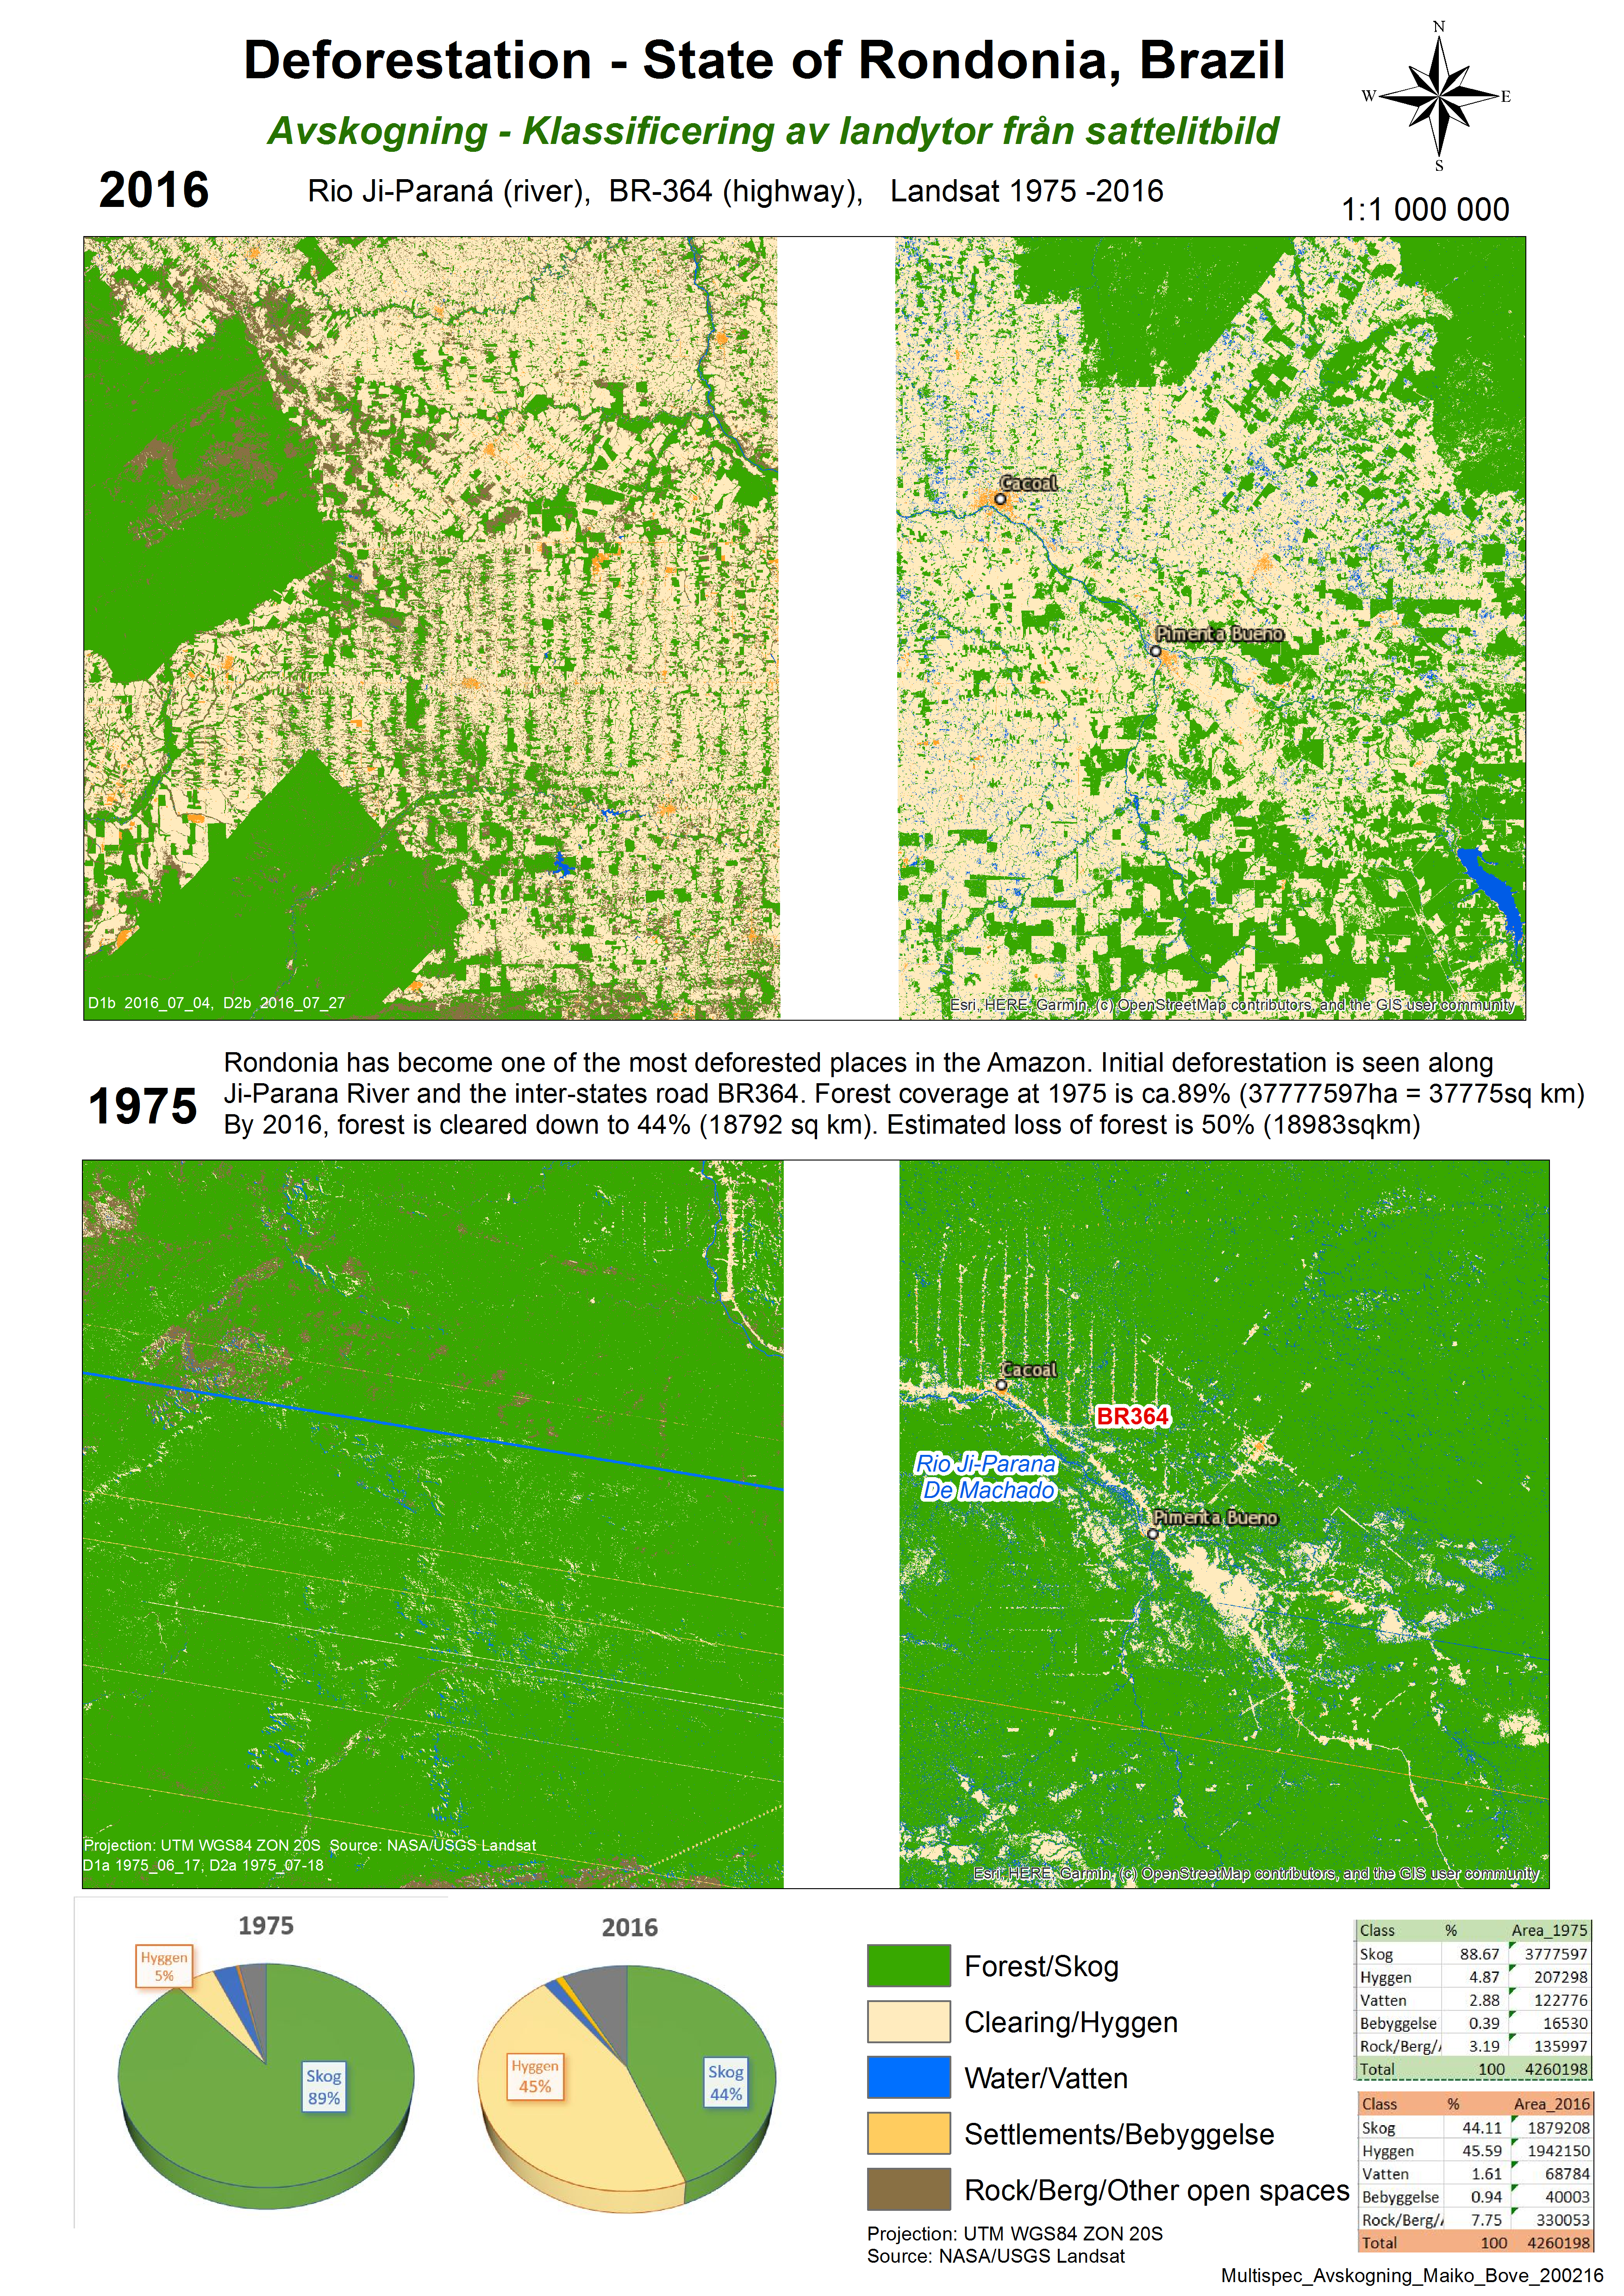 Deforestation - State of Rondonia, Brazil
Avskogning - Klassificering av landytor från sattelitbild
2016
Rio Ji-Paraná (river), BR-364 (highway), Landsat 1975 -2016
N
W
E
S
1:1 000 000
Cacoal
Pimenta Bueno
D1b 2016_07_04, D2b 2016_07_27
Esri, HERE, Garmin, (c) OpenStreetMap contributors, and the GIS user community
1975
Rondonia has become one of the most deforested places in the Amazon. Initial deforestation is seen along
Ji-Parana River and the inter-states road BR364. Forest coverage at 1975 is ca.89% (37777597ha = 37775sq km)
By 2016, forest is cleared down to 44% (18792 sq km). Estimated loss of forest is 50% (18983sqkm)
Cacoal
BR364
Rio Ji-Parana
De Machado
Pimenta Bueno
Projection: UTM WGS84 ZON 20S Source: NASA/USGS Landsat
D1a 1975_06_17, D2a 1975_07-18
Esri, HERE, Garmin, (c) OpenStreetMap contributors, and the GIS user community
1975
Hyggen
5%
Skog
89%
2016
Hyggen
45%
Skog
44%
Forest/Skog
Clearing/Hyggen
Water/Vatten
Settlements/Bebyggelse
Rock/Berg/Other open spaces
Projection: UTM WGS84 ZON 20S
Source: NASA/USGS Landsat
Class % Area_1975
Skog 88.67 3777597
Hyggen 4.87 207298
Vatten 2.88 122776
Bebyggelse 0.39 16530
Rock/Berg/ 3.19 135997
Total 100 4260198
Class % Area_2016
Skog 44.11 1879208
Hyggen 45.59 1942150
Vatten 1.61 68784
Bebyggelse 0.94 40003
Rock/Berg/ 7.75 330053
Total 100 4260198
Multispec_Avskogning_Maiko_Bove_200216